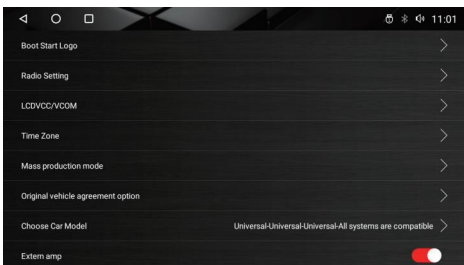 11:01
Boot Start Logo
Radio Setting
LCDVCC/VCOM
Time Zone
Mass production mode
Original vehicle agreement option
Choose Car Model Universal-Universal-Universal-All systems are compatible
Extern amp